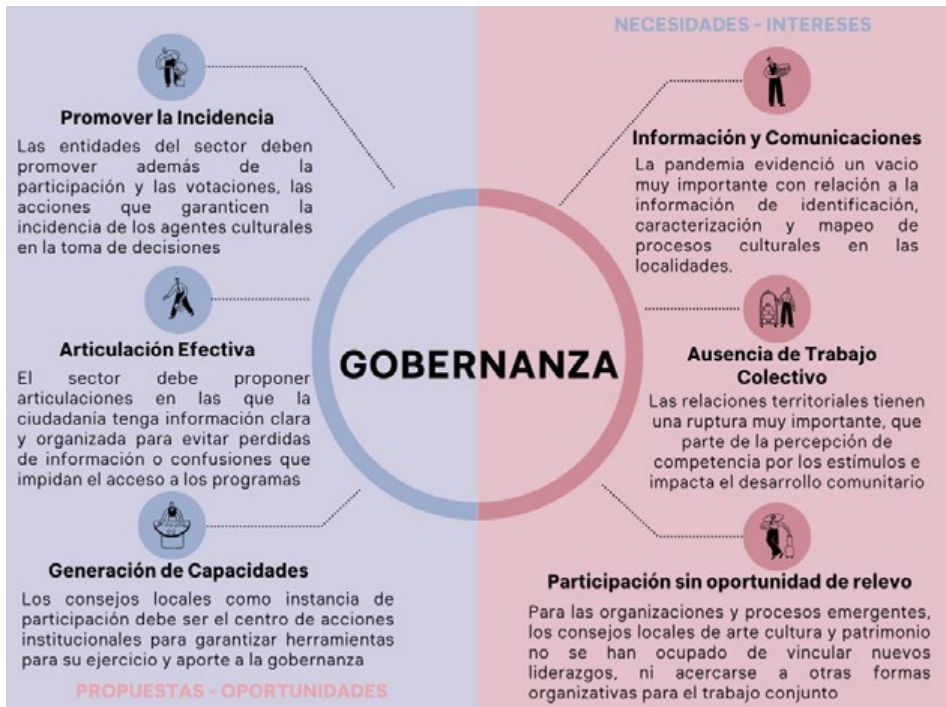 Promover la Incidencia
Las entidades del sector deben
promover además de la
participación y las votaciones, las
acciones que garanticen la
incidencia de los agentes culturales
en la toma de decisiones
Articulación Efectiva
El sector debe proponer
articulaciones en las que la
ciudadanía tenga información clara
y organizada para evitar perdidas
de información o confusiones que
impidan el acceso a los programas
Generación de Capacidades
Los consejos locales como instancia de
participación debe ser el centro de acciones
institucionales para garantizar herramientas
para su ejercicio y aporte a la gobernanza
PROPUESTAS - OPORTUNIDADES
GOBERNANZA
NECESIDADES - INTERESES
Información y Comunicaciones
La pandemia evidenció un vacio
muy importante con relación a la
información de identificación,
caracterización y mapeo de
procesos culturales en las
localidades.
Ausencia de Trabajo
Colectivo
Las relaciones territoriales tienen
una ruptura muy importante, que
parte de la percepción de
competencia por los estímulos e
impacta el desarrollo comunitario
Participación sin oportunidad de relevo
Para las organizaciones y procesos emergentes,
los consejos locales de arte cultura y patrimonio
no se han ocupado de vincular nuevos
liderazgos, ni acercarse a otras formas
organizativas para el trabajo conjunto